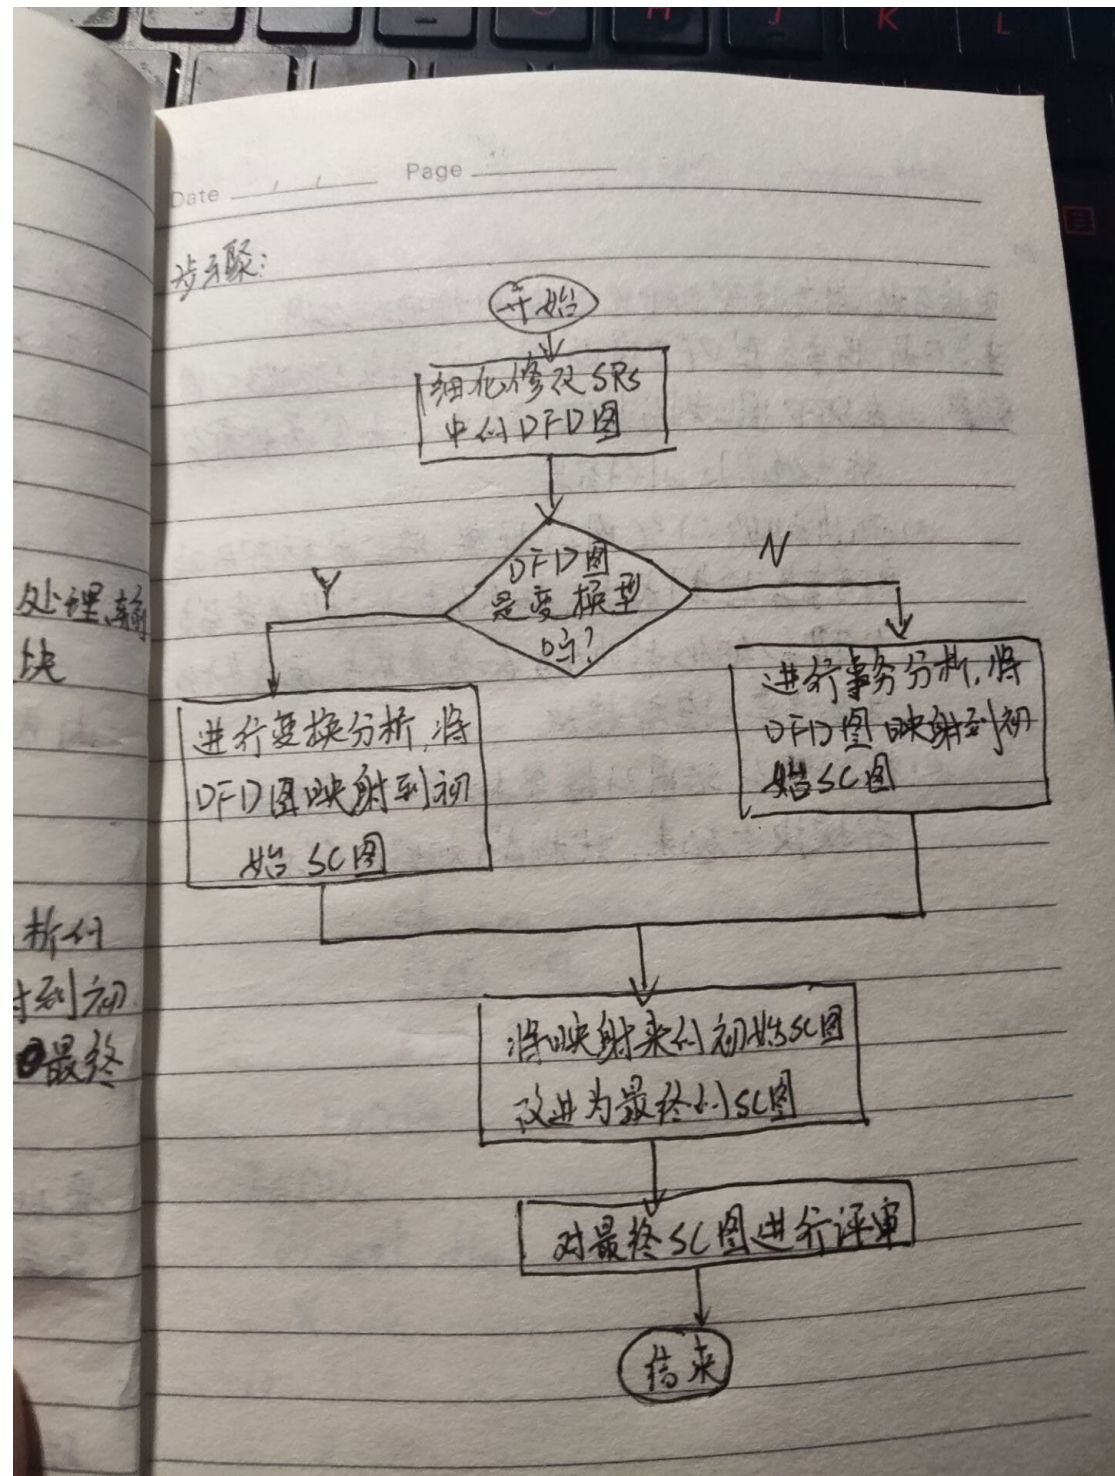 H
J
K
L
Date / / Page
步聚:
开始
细化修改SRS
中的DFD图
DFD图
是变换型
吗?
Y
N
进行变换分析,将
DFD图映射到初
始SC图
进行事务分析,将
DFD图映射到初
始SC图
将映射来的初始SC图
改进为最终的SC图
对最终SC图进行评审
结束
处理、输
块
析的
射到初
最终